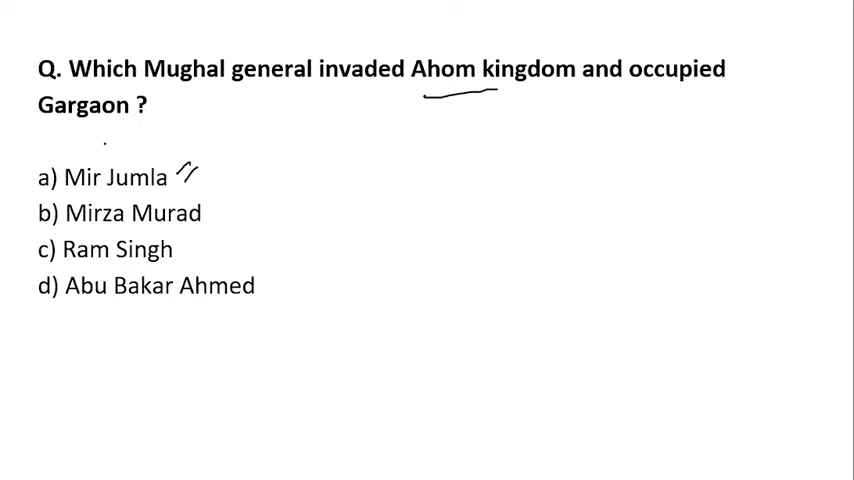 Q. Which Mughal general invaded Ahom kingdom and occupied
Gargaon ?
a) Mir Jumla
b) Mirza Murad
c) Ram Singh
d) Abu Bakar Ahmed